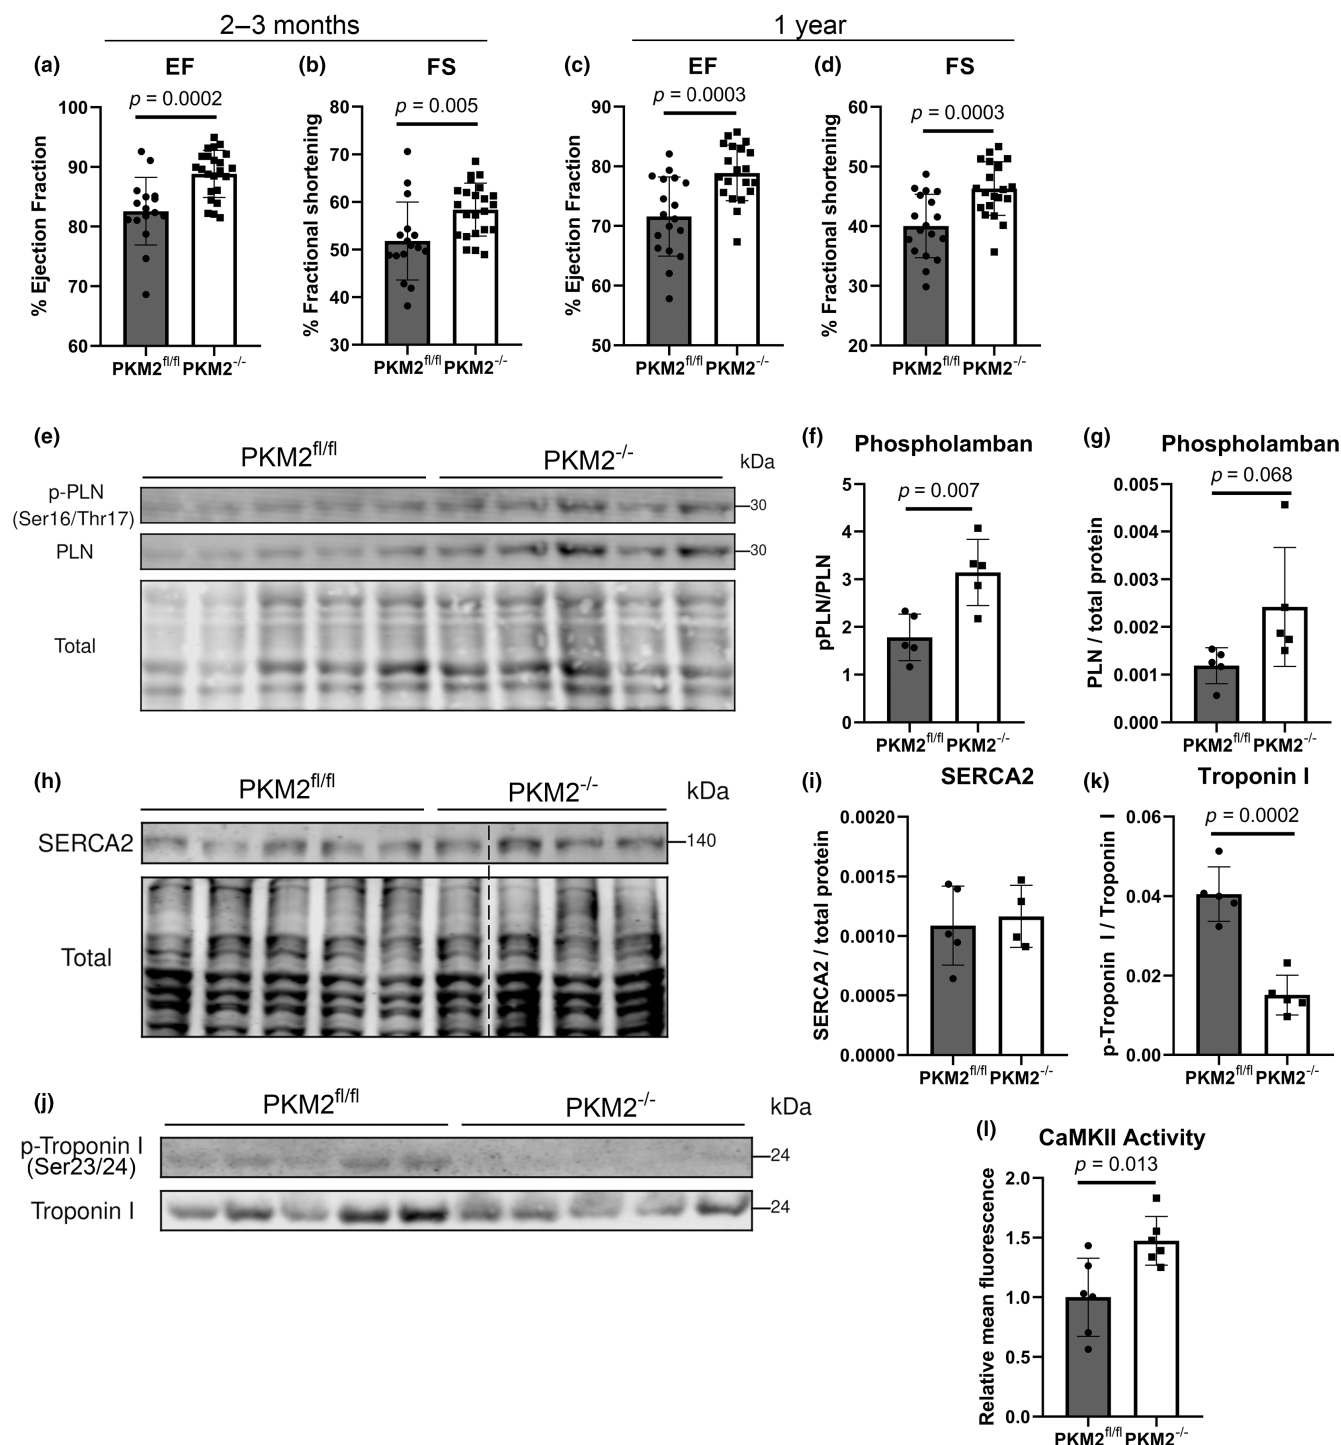 2–3 months
1 year
(a)
EF
p = 0.0002
% Ejection Fraction
100
90
80
70
60
PKM2fl/fl PKM2-/-
(b)
FS
p = 0.005
% Fractional shortening
80
70
60
50
40
30
PKM2fl/fl PKM2-/-
(c)
EF
p = 0.0003
% Ejection Fraction
90
80
70
60
50
PKM2fl/fl PKM2-/-
(d)
FS
p = 0.0003
% Fractional shortening
60
50
40
30
20
PKM2fl/fl PKM2-/-
(e)
PKM2fl/fl
PKM2-/-
kDa
p-PLN
(Ser16/Thr17)
30
PLN
30
Total
(f)
Phospholamban
p = 0.007
pPLN/PLN
5
4
3
2
1
0
PKM2fl/fl PKM2-/-
(g)
Phospholamban
p = 0.068
PLN / total protein
0.005
0.004
0.003
0.002
0.001
0.000
PKM2fl/fl PKM2-/-
(h)
PKM2fl/fl
PKM2-/-
kDa
SERCA2
140
Total
(i)
SERCA2
SERCA2 / total protein
0.0020
0.0015
0.0010
0.0005
0.0000
PKM2fl/fl PKM2-/-
(k)
Troponin I
p = 0.0002
p-Troponin I / Troponin I
0.06
0.04
0.02
0.00
PKM2fl/fl PKM2-/-
(j)
PKM2fl/fl
PKM2-/-
kDa
p-Troponin I
(Ser23/24)
24
Troponin I
24
(l)
CaMKII Activity
p = 0.013
Relative mean fluorescence
2.0
1.5
1.0
0.5
0.0
PKM2fl/fl PKM2-/-